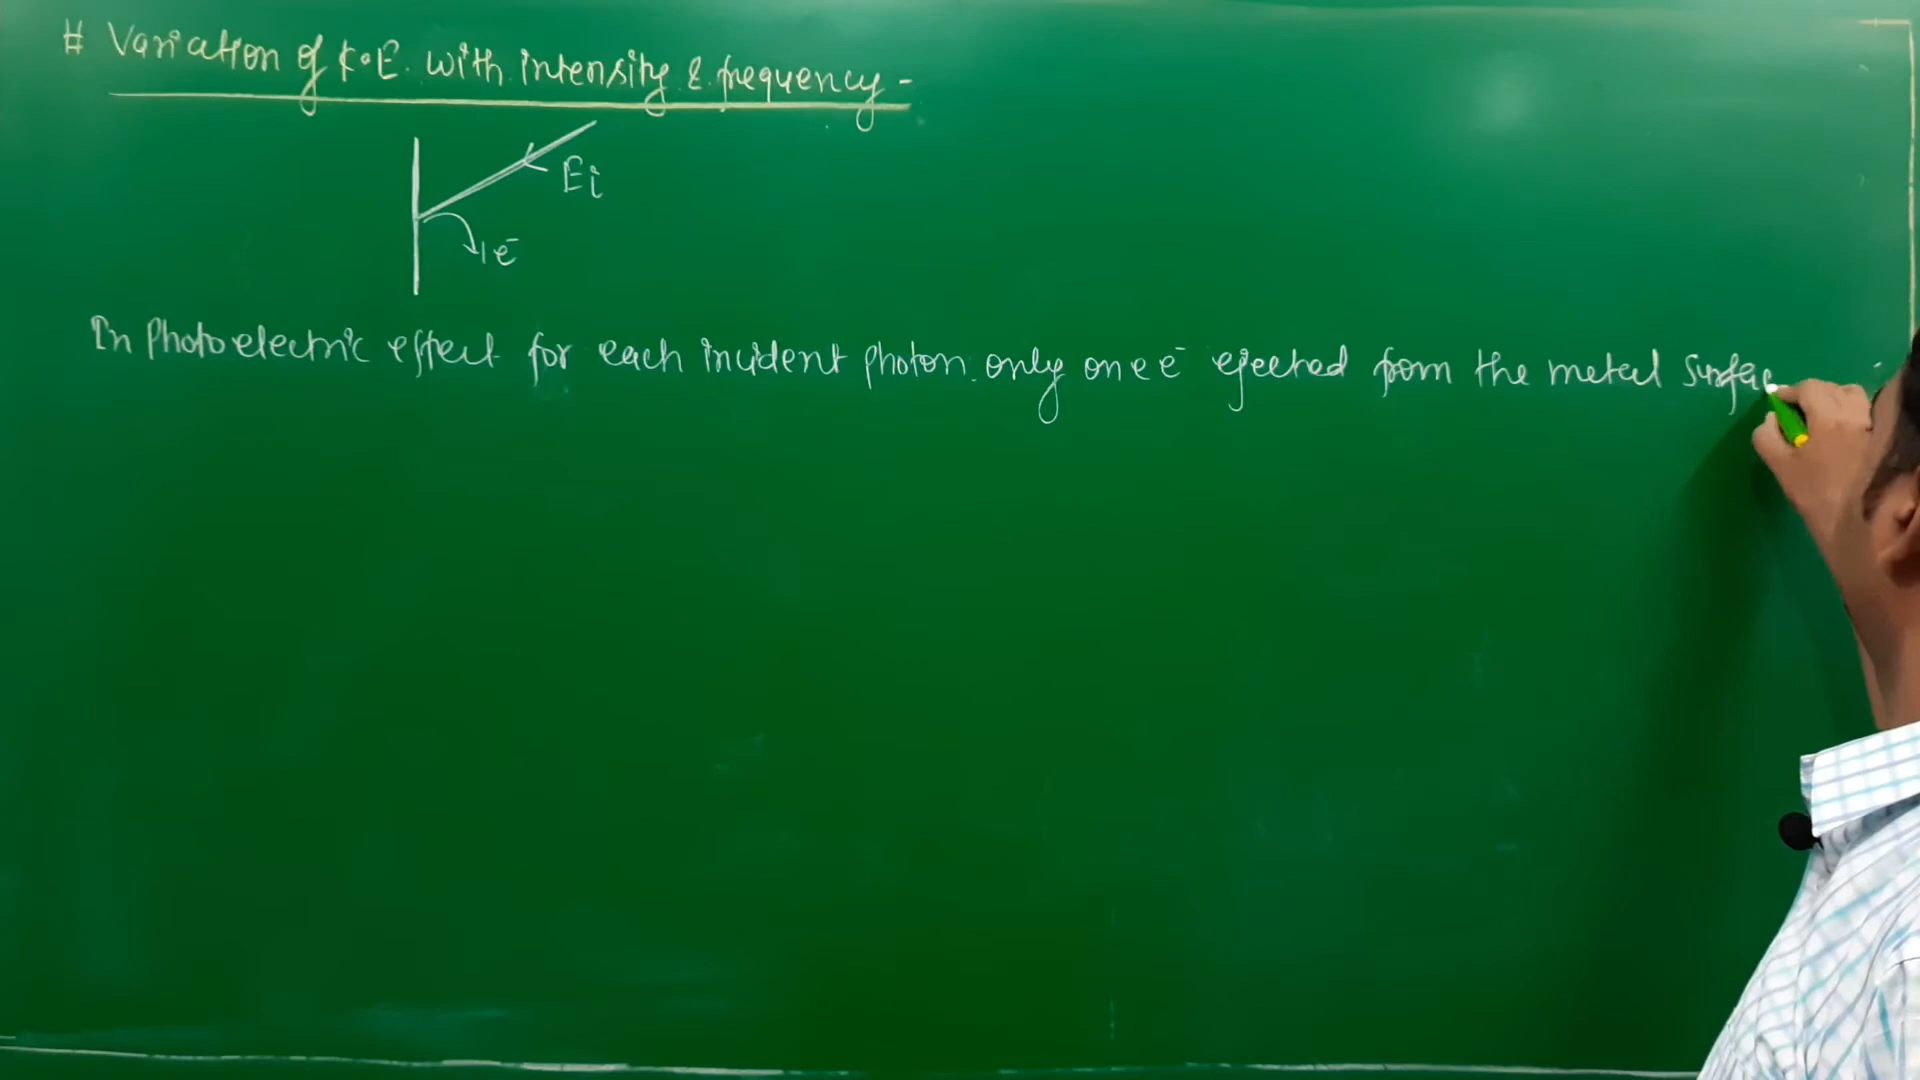 # Variation of K.E. with intensity & frequency -
Ei
1e⁻
In Photoelectric effect for each incident photon only one e⁻ ejected from the metal surfac